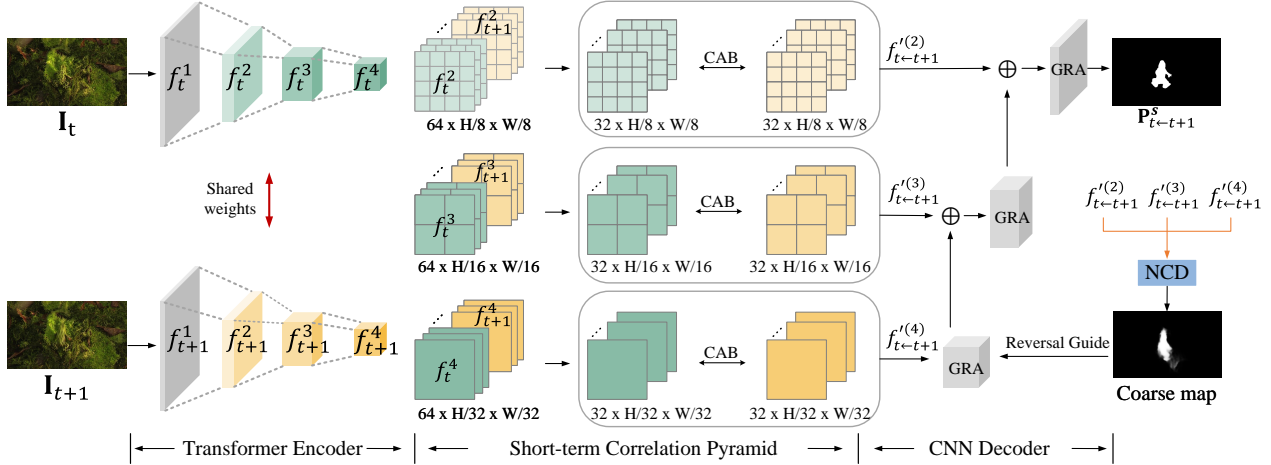 I_t
f_t^1
f_t^2
f_t^3
f_t^4
f_{t+1}^2
f_t^2
64 x H/8 x W/8
CAB
32 x H/8 x W/8
32 x H/8 x W/8
f'^{(2)}_{t←t+1}
⊕
GRA
P^s_{t←t+1}
Shared
weights
f_{t+1}^3
f_t^3
64 x H/16 x W/16
CAB
32 x H/16 x W/16
32 x H/16 x W/16
f'^{(3)}_{t←t+1}
⊕
GRA
f'^{(2)}_{t←t+1} f'^{(3)}_{t←t+1} f'^{(4)}_{t←t+1}
NCD
I_{t+1}
f_{t+1}^1
f_{t+1}^2
f_{t+1}^3
f_{t+1}^4
f_{t+1}^4
f_t^4
64 x H/32 x W/32
CAB
32 x H/32 x W/32
32 x H/32 x W/32
f'^{(4)}_{t←t+1}
GRA
Reversal Guide
Coarse map
Transformer Encoder
Short-term Correlation Pyramid
CNN Decoder